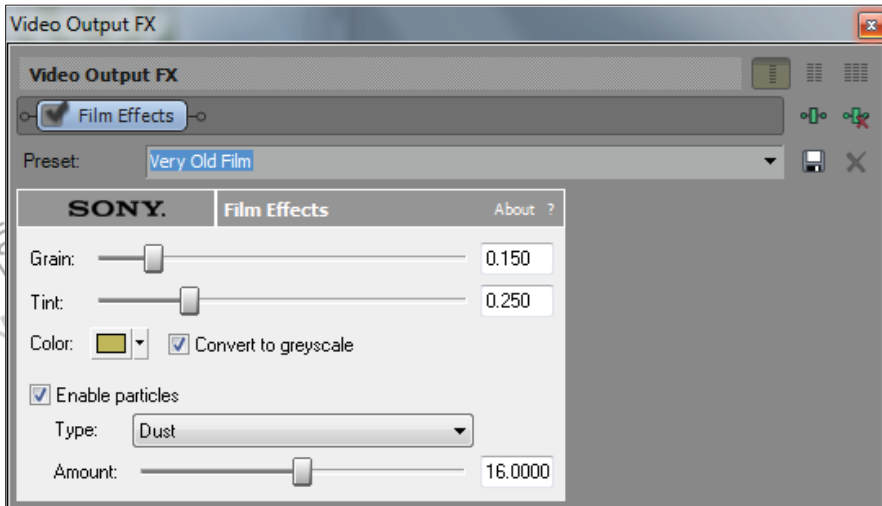 Video Output FX
Video Output FX
Film Effects
Preset: Very Old Film
SONY. Film Effects About ?
Grain: 0.150
Tint: 0.250
Color: Convert to greyscale
Enable particles
Type: Dust
Amount: 16.0000